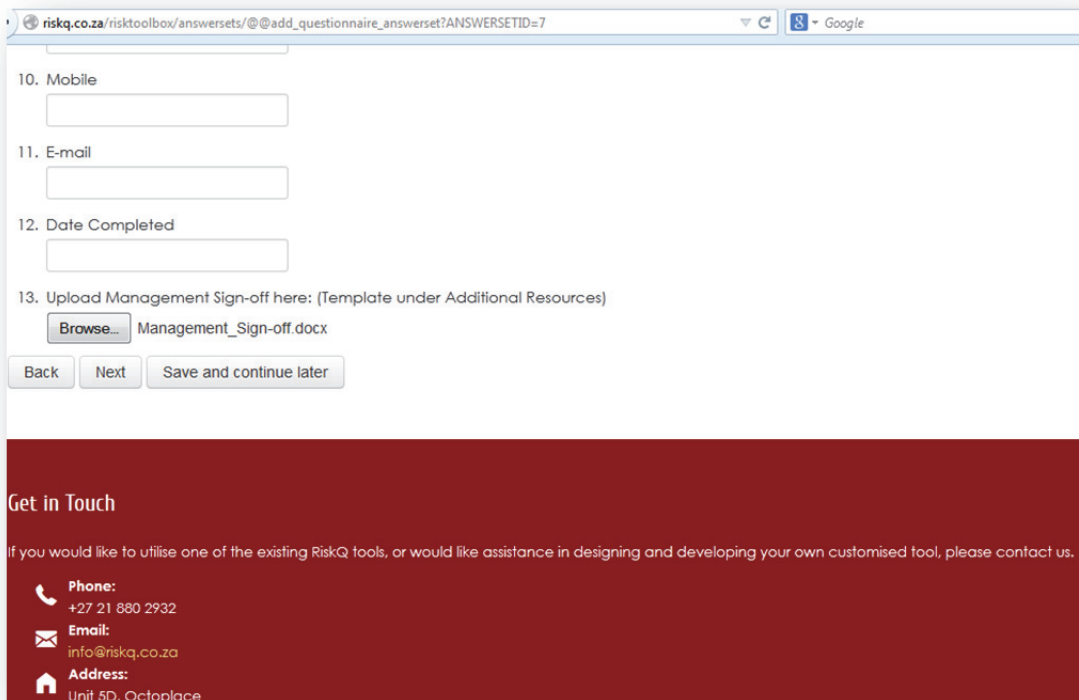 riskq.co.za/risktoolbox/answersets/@@add_questionnaire_answerset?ANSWERSETID=7
Google
10. Mobile
11. E-mail
12. Date Completed
13. Upload Management Sign-off here: (Template under Additional Resources)
Browse... Management_Sign-off.docx
Back Next Save and continue later
Get in Touch
If you would like to utilise one of the existing RiskQ tools, or would like assistance in designing and developing your own customised tool, please contact us.
Phone:
+27 21 880 2932
Email:
info@riskq.co.za
Address:
Unit 5D, Octoplace